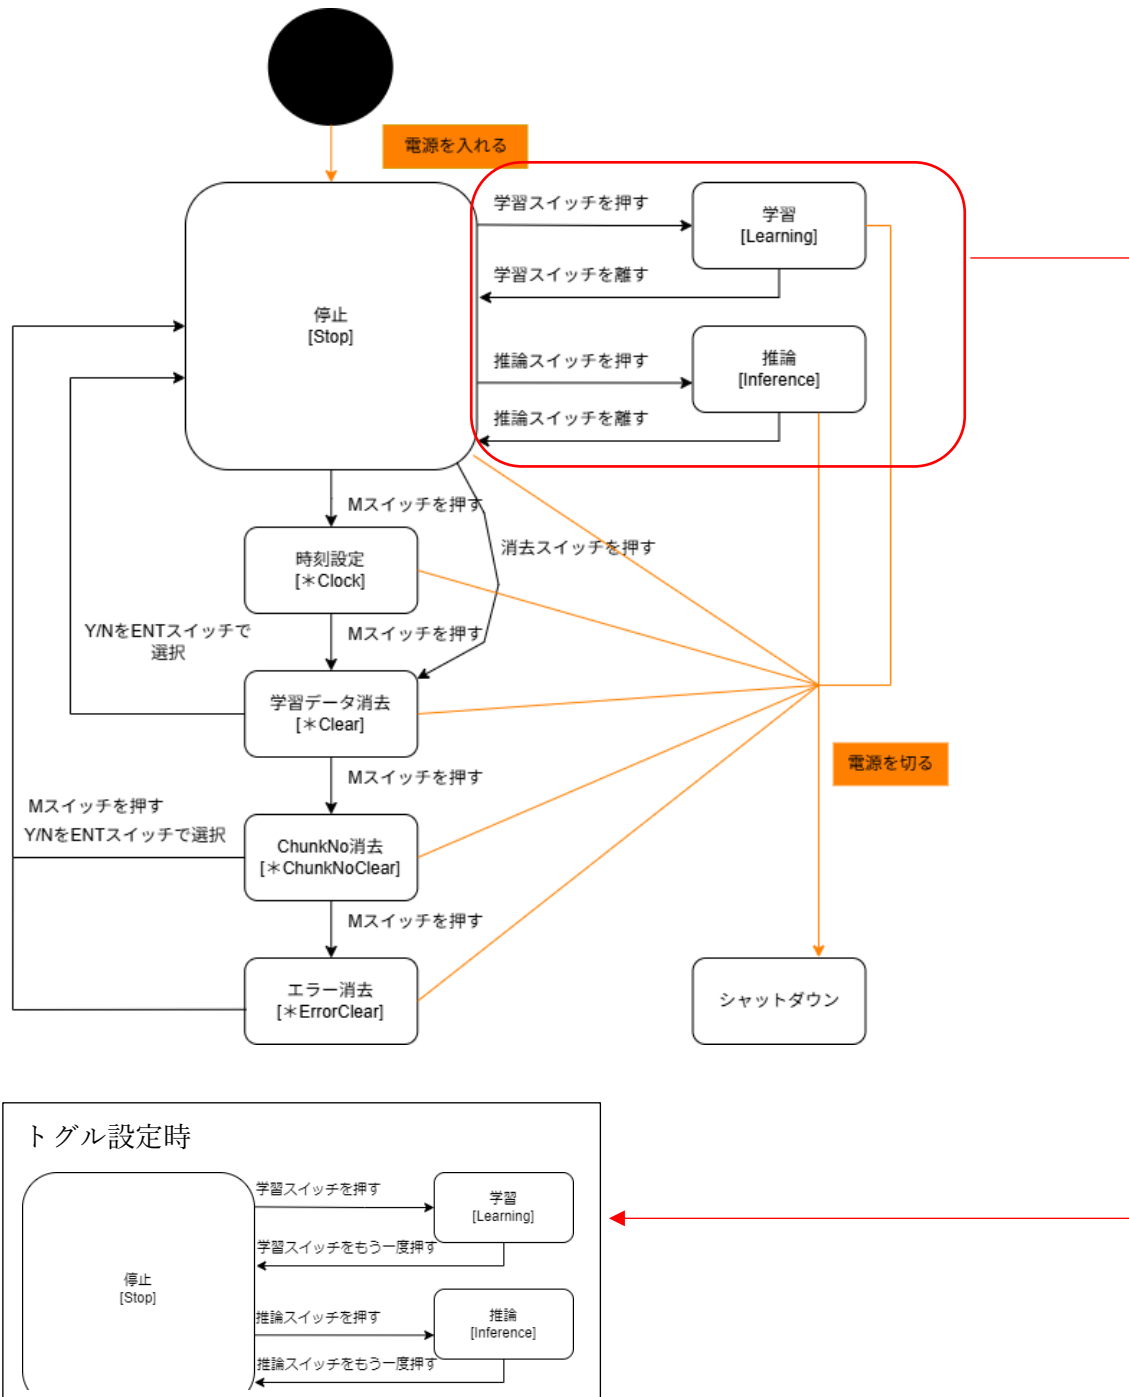 電源を入れる
学習スイッチを押す
学習
[Learning]
学習スイッチを離す
停止
[Stop]
推論スイッチを押す
推論
[Inference]
推論スイッチを離す
Mスイッチを押す
消去スイッチを押す
時刻設定
[＊Clock]
Y/NをENTスイッチで
選択
Mスイッチを押す
学習データ消去
[＊Clear]
電源を切る
Mスイッチを押す
Mスイッチを押す
Y/NをENTスイッチで選択
ChunkNo消去
[＊ChunkNoClear]
Mスイッチを押す
エラー消去
[＊ErrorClear]
シャットダウン
トグル設定時
学習スイッチを押す
学習
[Learning]
学習スイッチをもう一度押す
停止
[Stop]
推論スイッチを押す
推論
[Inference]
推論スイッチをもう一度押す